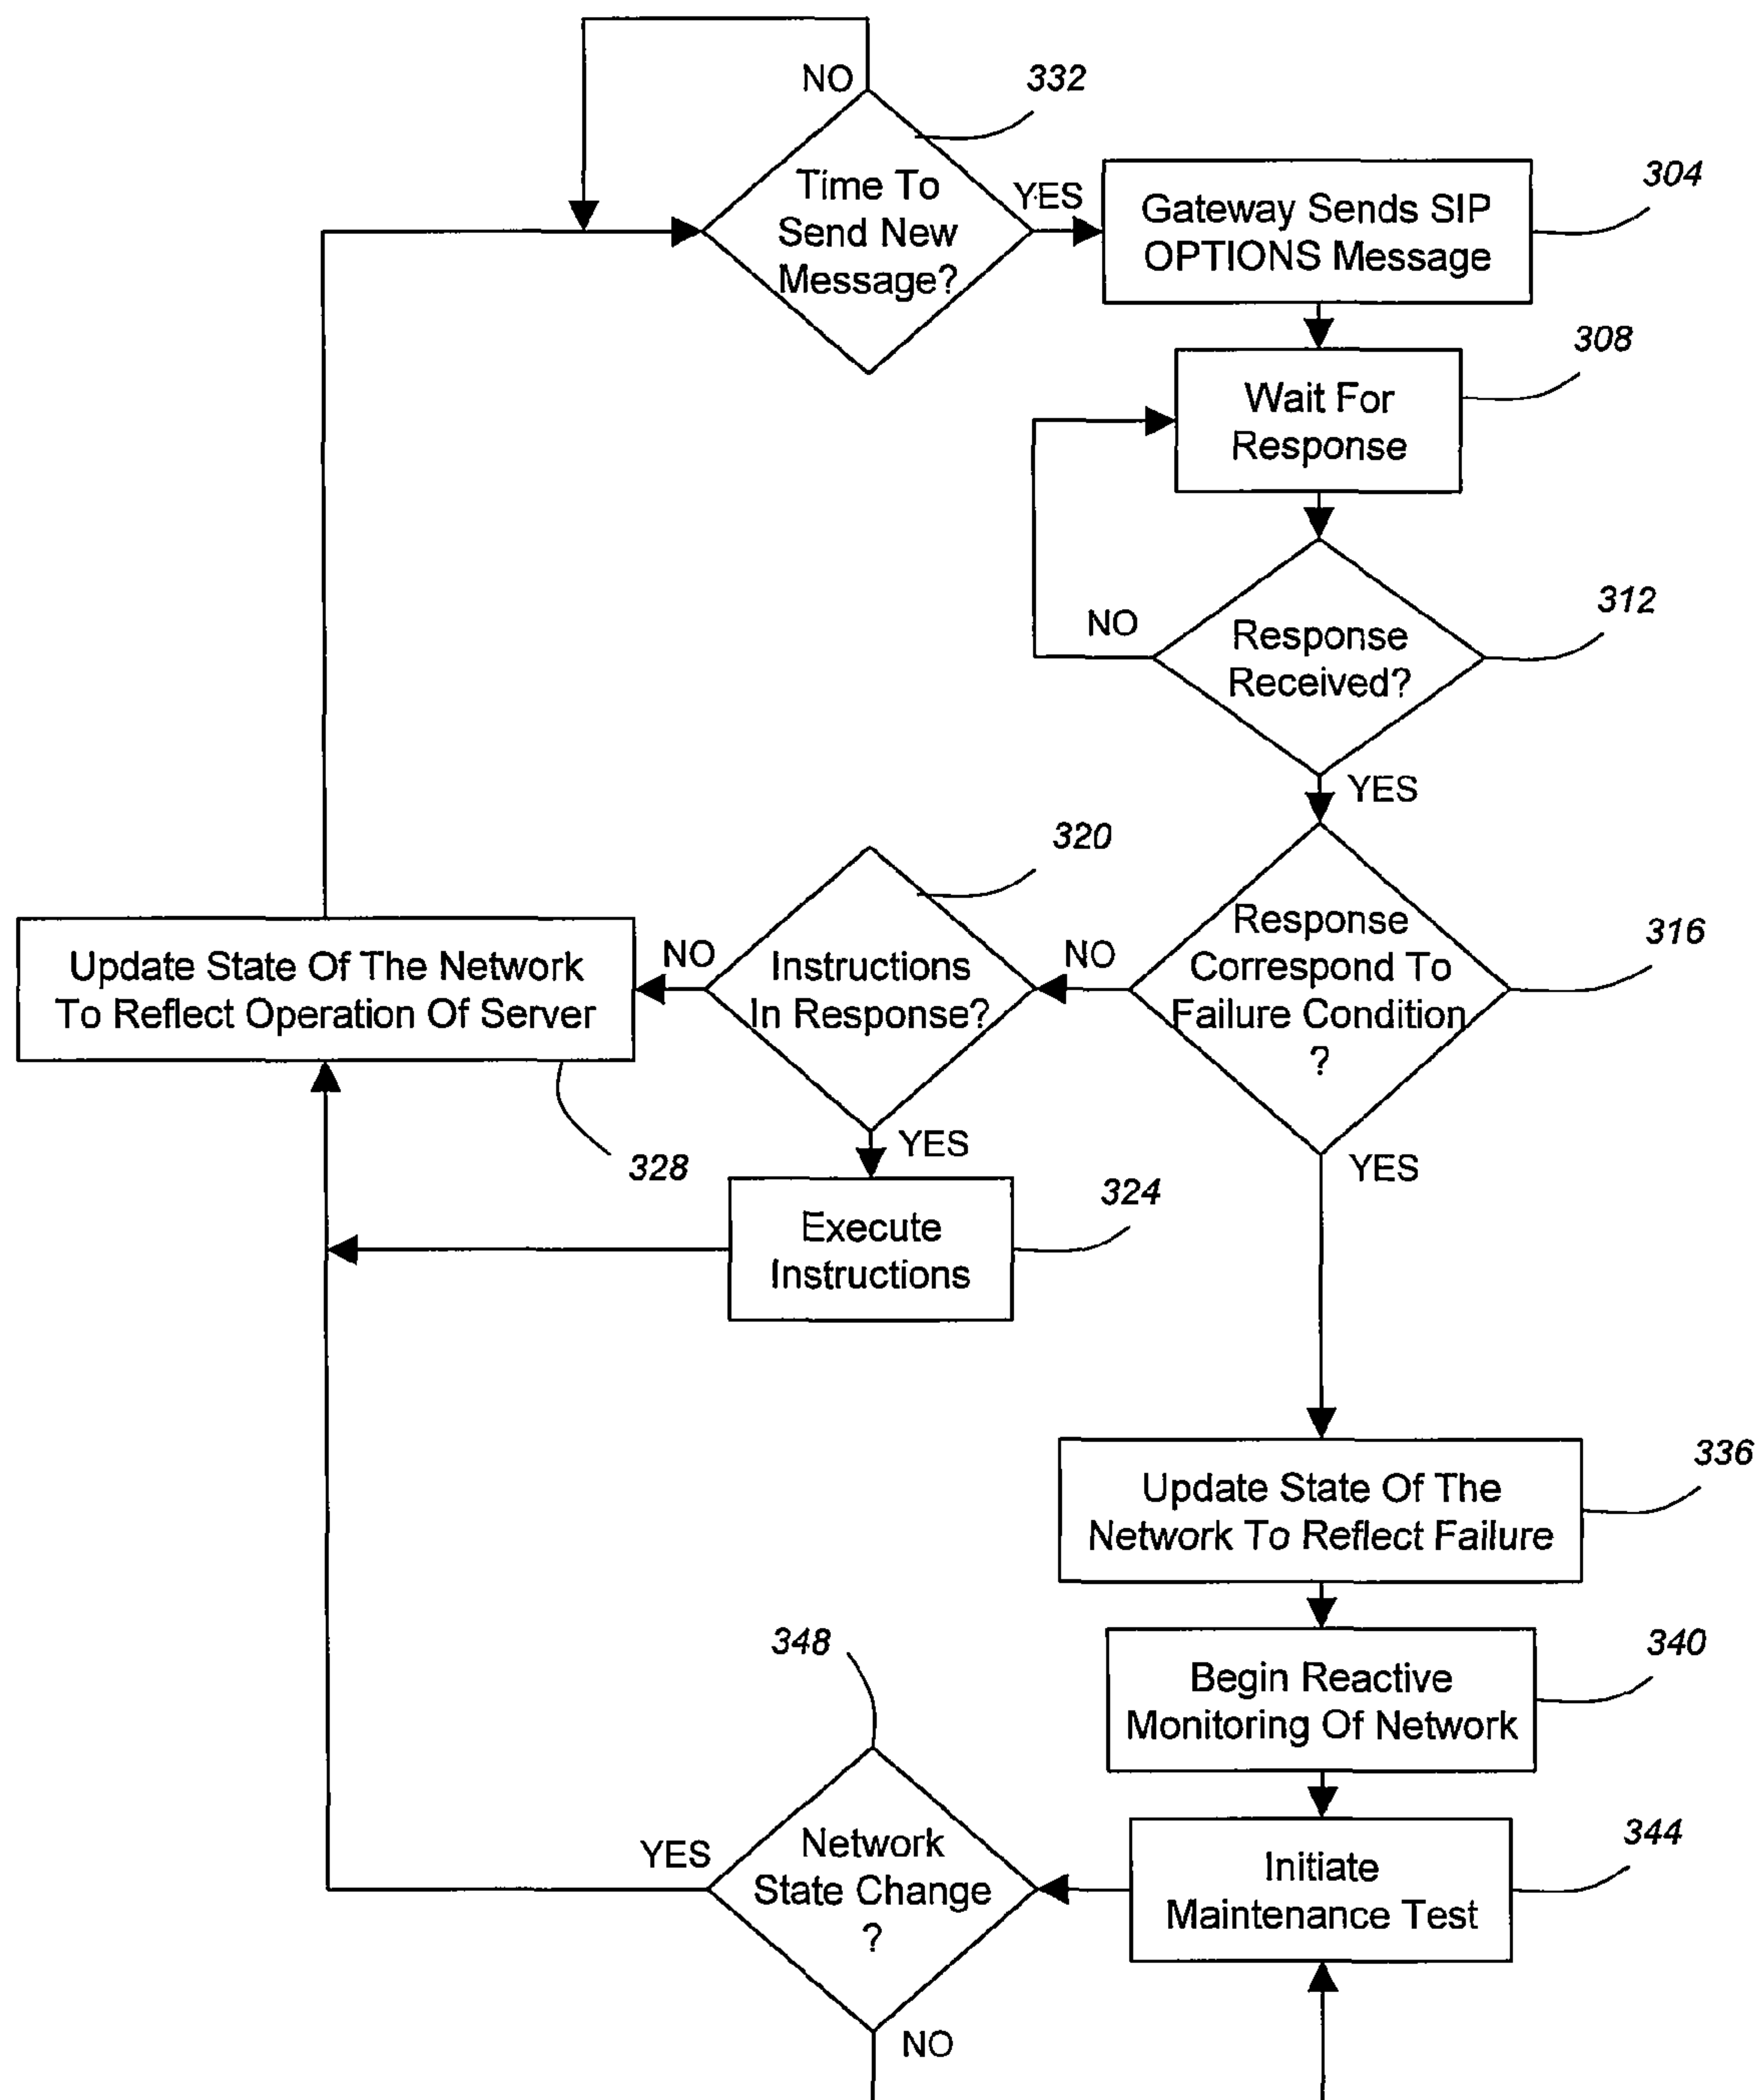 NO
332
Time To
Send New
Message?
YES
304
Gateway Sends SIP
OPTIONS Message
308
Wait For
Response
NO
312
Response
Received?
YES
320
316
Response
Correspond To
Failure Condition
?
NO
Instructions
In Response?
NO
Update State Of The Network
To Reflect Operation Of Server
328
YES
YES
324
Execute
Instructions
336
Update State Of The
Network To Reflect Failure
340
Begin Reactive
Monitoring Of Network
348
344
Initiate
Maintenance Test
Network
State Change
?
YES
NO